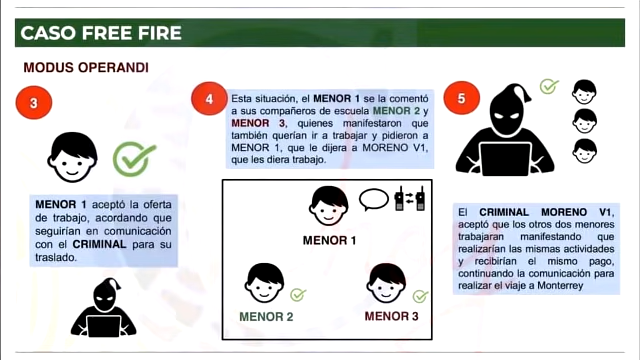 CASO FREE FIRE
MODUS OPERANDI
3
MENOR 1 aceptó la oferta
de trabajo, acordando que
seguirían en comunicación
con el CRIMINAL para su
traslado.
4
Esta situación, el MENOR 1 se la comentó
a sus compañeros de escuela MENOR 2 y
MENOR 3, quienes manifestaron que
también querían ir a trabajar y pidieron a
MENOR 1, que le dijera a MORENO V1,
que les diera trabajo.
MENOR 1
MENOR 2
MENOR 3
5
El CRIMINAL MORENO V1,
aceptó que los otros dos menores
trabajaran manifestando que
realizarían las mismas actividades
y recibirían el mismo pago,
continuando la comunicación para
realizar el viaje a Monterrey